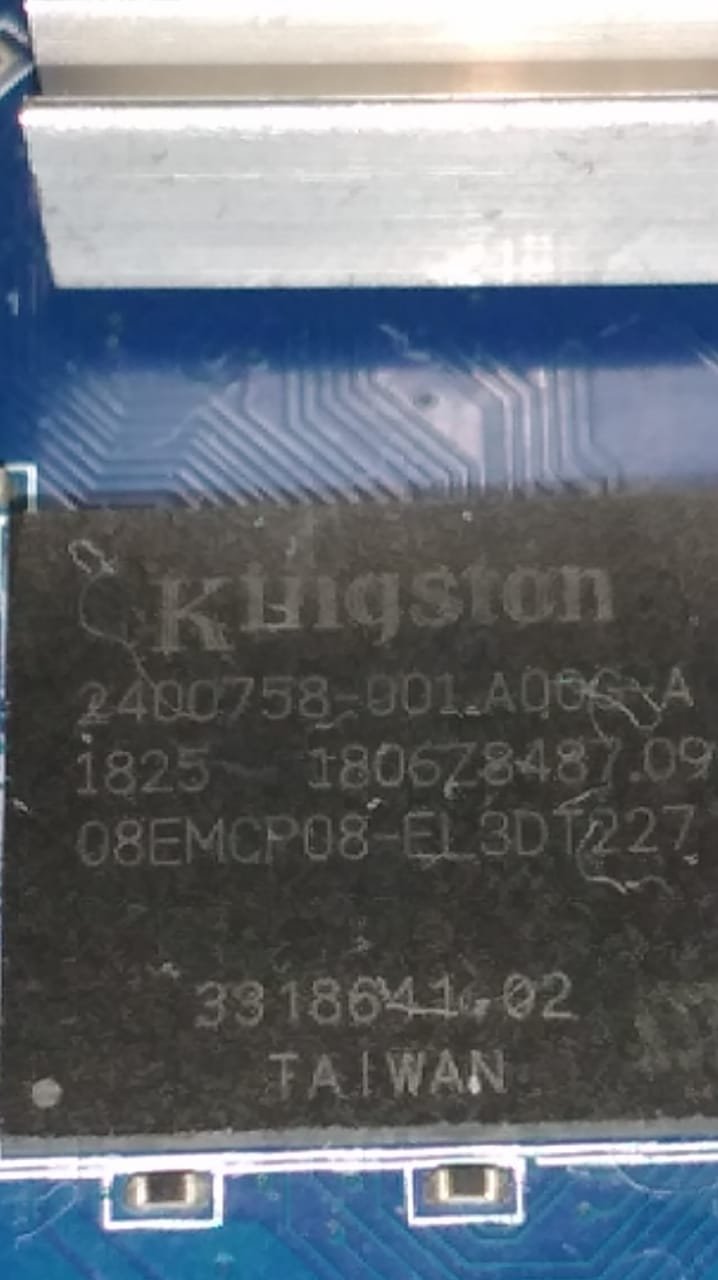 Kingston
2400758-001.A00G-A
1825 1806Z8487.09
08EMCP08-EL3DT227
3318641.02
TAIWAN